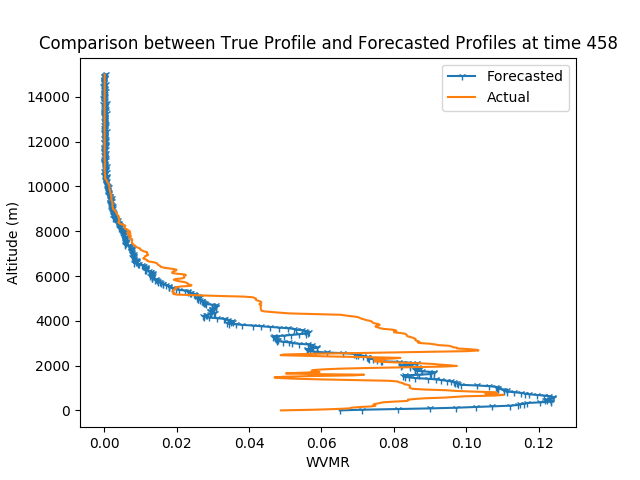 Comparison between True Profile and Forecasted Profiles at time 458
Forecasted
Actual
14000
12000
10000
8000
6000
4000
2000
0
Altitude (m)
0.00 0.02 0.04 0.06 0.08 0.10 0.12
WVMR